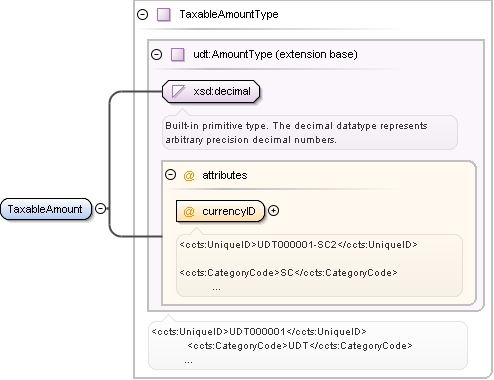 TaxableAmountType
udt:AmountType (extension base)
xsd:decimal
Built-in primitive type. The decimal datatype represents
arbitrary precision decimal numbers.
@ attributes
TaxableAmount
@ currencyID
<ccts:UniqueID>UDT000001-SC2</ccts:UniqueID>
<ccts:CategoryCode>SC</ccts:CategoryCode>
...
<ccts:UniqueID>UDT000001</ccts:UniqueID>
<ccts:CategoryCode>UDT</ccts:CategoryCode>
...